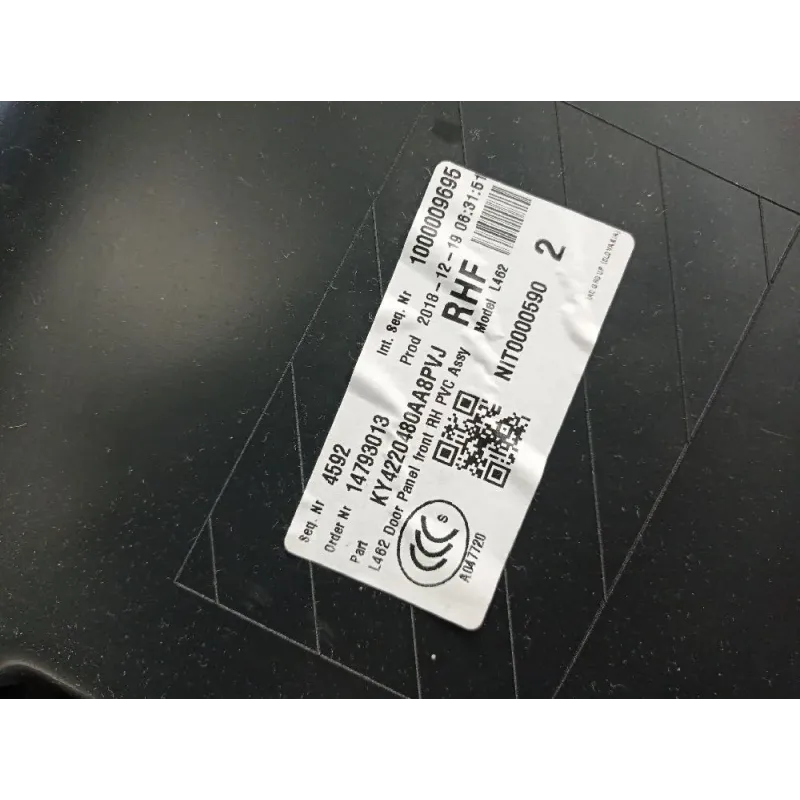 Seq. Nr 4592 Int. Seq. Nr 1000009695
Order Nr 14793013 Prod 2018-12-19 06:31:51
Part KY4220480AA8PVJ RHF
L462 Door Panel front RH PVC Assy Model L462
S
A047720
NIT0000590 2